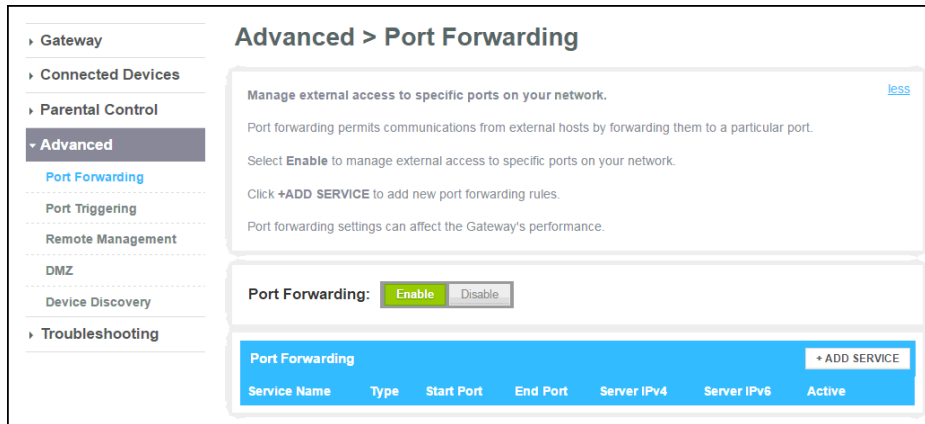 Gateway
Connected Devices
Parental Control
Advanced
Port Forwarding
Port Triggering
Remote Management
DMZ
Device Discovery
Troubleshooting
Advanced > Port Forwarding
Manage external access to specific ports on your network.
less
Port forwarding permits communications from external hosts by forwarding them to a particular port.
Select Enable to manage external access to specific ports on your network.
Click +ADD SERVICE to add new port forwarding rules.
Port forwarding settings can affect the Gateway's performance.
Port Forwarding: Enable Disable
Port Forwarding + ADD SERVICE
Service Name Type Start Port End Port Server IPv4 Server IPv6 Active